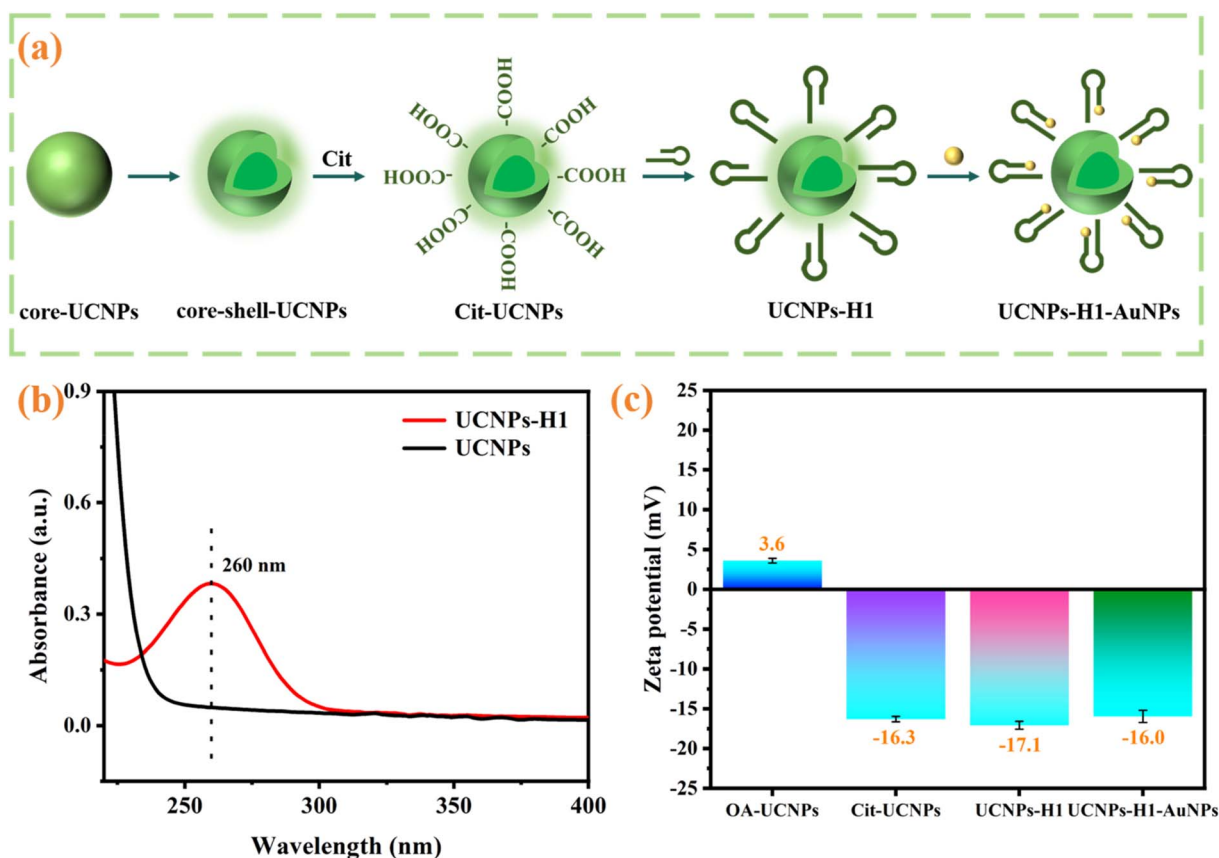 (a)
Cit
COOH
COOH
COOH
-COOH
COOH
COOH
COOH
HOOC-
core-UCNPs
core-shell-UCNPs
Cit-UCNPs
UCNPs-H1
UCNPs-H1-AuNPs
(b)
0.9
0.6
0.3
0.0
Absorbance (a.u.)
UCNPs-H1
UCNPs
260 nm
250
300
350
400
Wavelength (nm)
(c)
25
20
15
10
5
0
-5
-10
-15
-20
-25
Zeta potential (mV)
3.6
-16.3
-17.1
-16.0
OA-UCNPs
Cit-UCNPs
UCNPs-H1
UCNPs-H1-AuNPs